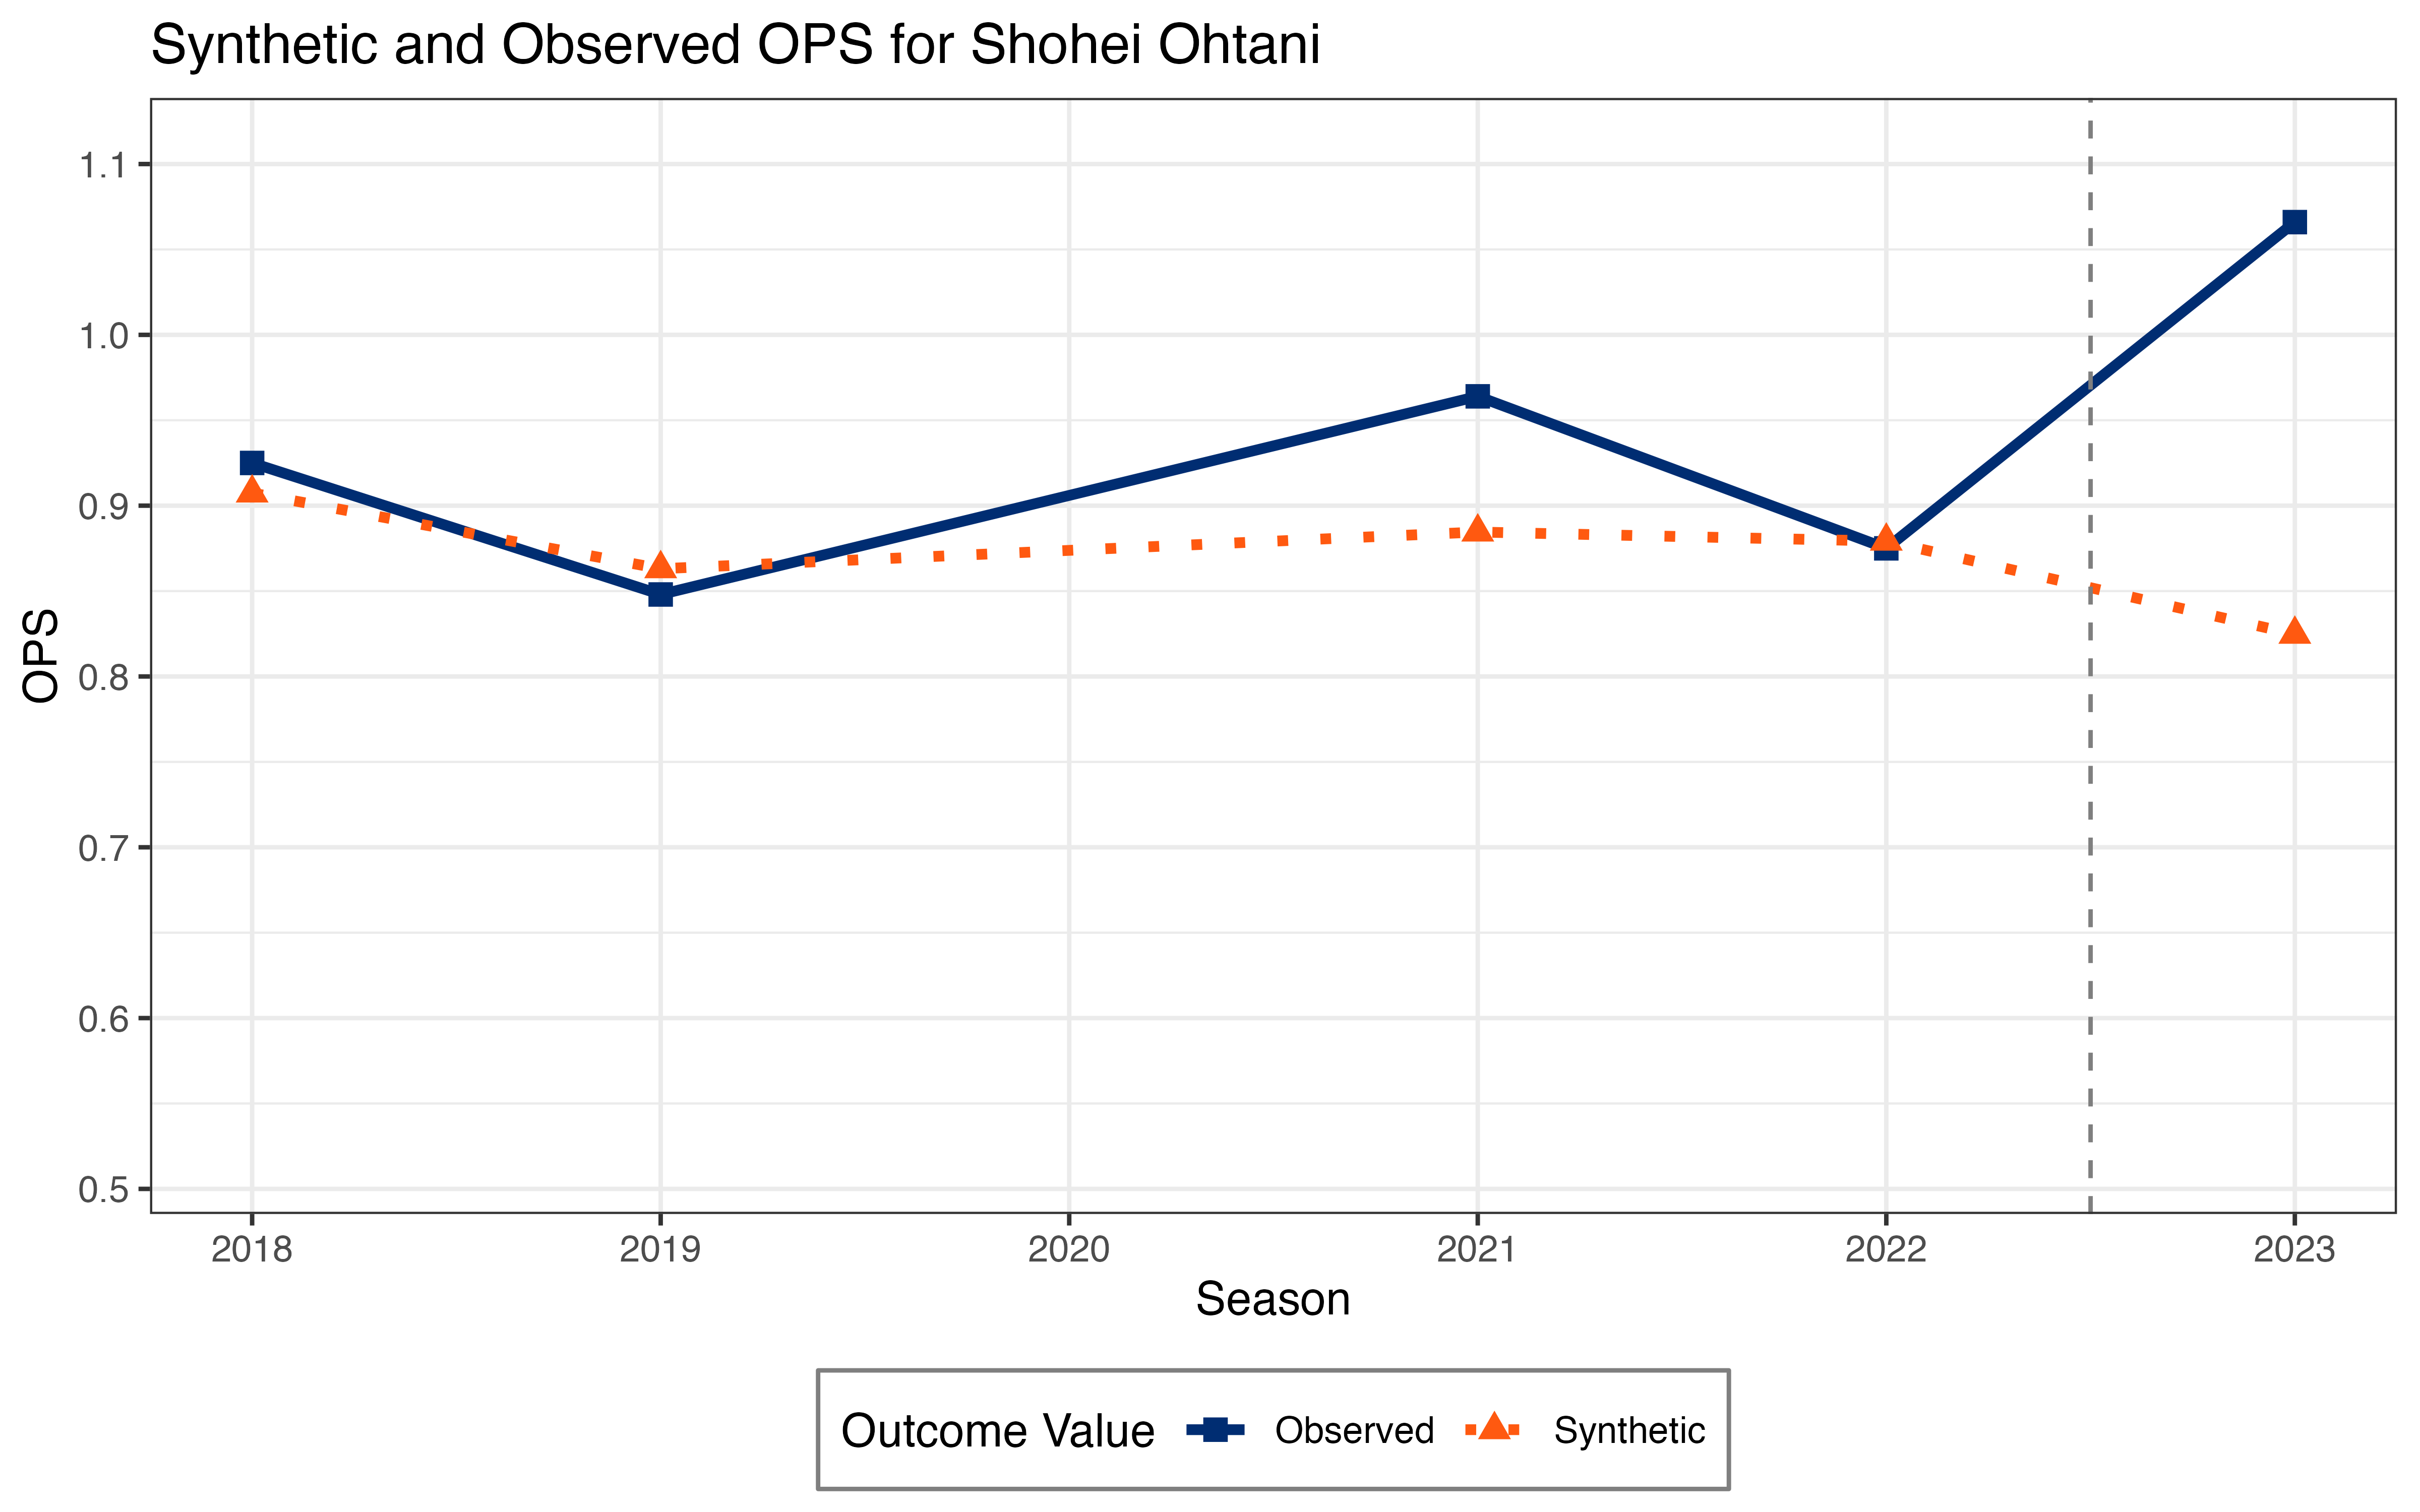 Synthetic and Observed OPS for Shohei Ohtani
1.1
1.0
0.9
0.8
0.7
0.6
0.5
OPS
2018 2019 2020 2021 2022 2023
Season
Outcome Value Observed Synthetic